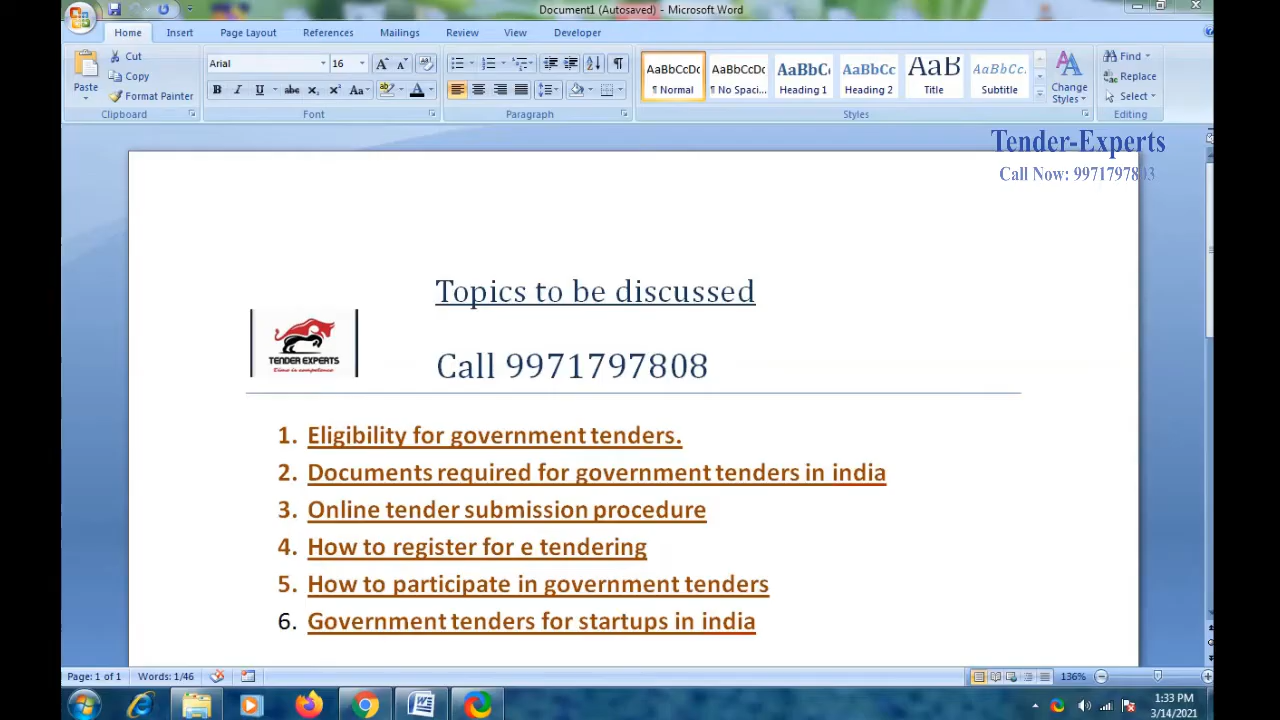 Document1 (Autosaved) - Microsoft Word
Home Insert Page Layout References Mailings Review View Developer
Paste
Cut
Copy
Format Painter
Clipboard
Arial 16
Font
Paragraph
AaBbCcDc AaBbCcDc AaBbC AaBbCc AaB AaBbCc.
¶ Normal ¶ No Spaci... Heading 1 Heading 2 Title Subtitle
Change Styles
Styles
Find
Replace
Select
Editing
Tender-Experts
Call Now: 9971797803
Topics to be discussed
TENDER EXPERTS
Call 9971797808
1. Eligibility for government tenders.
2. Documents required for government tenders in india
3. Online tender submission procedure
4. How to register for e tendering
5. How to participate in government tenders
6. Government tenders for startups in india
Page: 1 of 1 Words: 1/46 136%
1:33 PM
3/14/2021